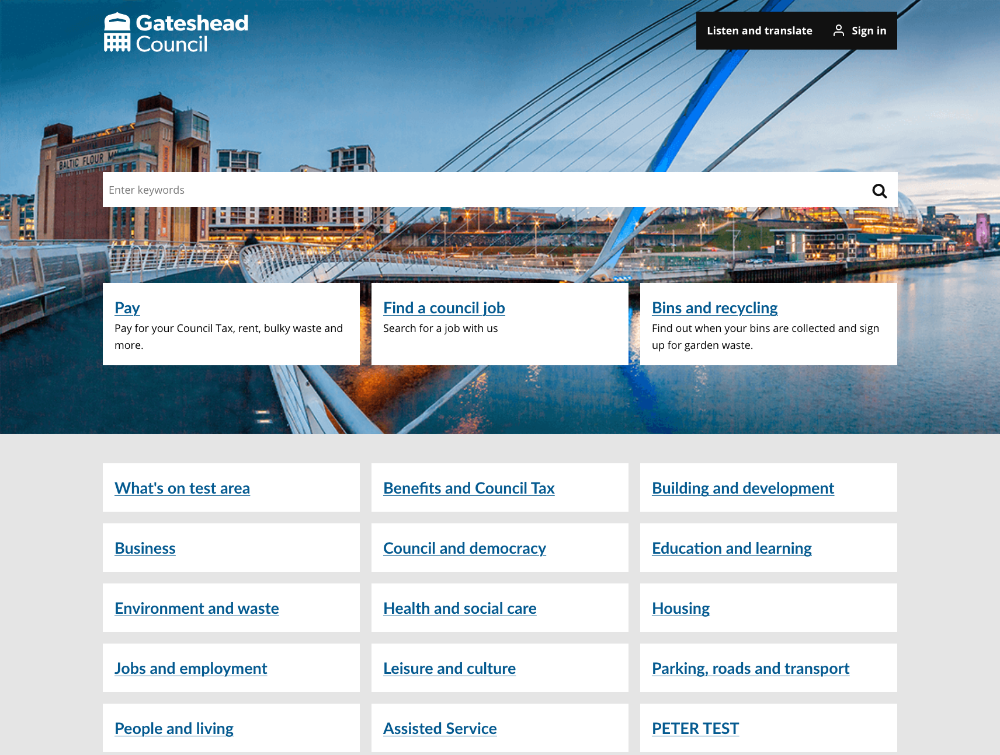 Gateshead
Council
Listen and translate
Sign in
BALTIC FLOUR
Enter keywords
Pay
Pay for your Council Tax, rent, bulky waste and
more.
Find a council job
Search for a job with us
Bins and recycling
Find out when your bins are collected and sign
up for garden waste.
What's on test area
Benefits and Council Tax
Building and development
Business
Council and democracy
Education and learning
Environment and waste
Health and social care
Housing
Jobs and employment
Leisure and culture
Parking, roads and transport
People and living
Assisted Service
PETER TEST